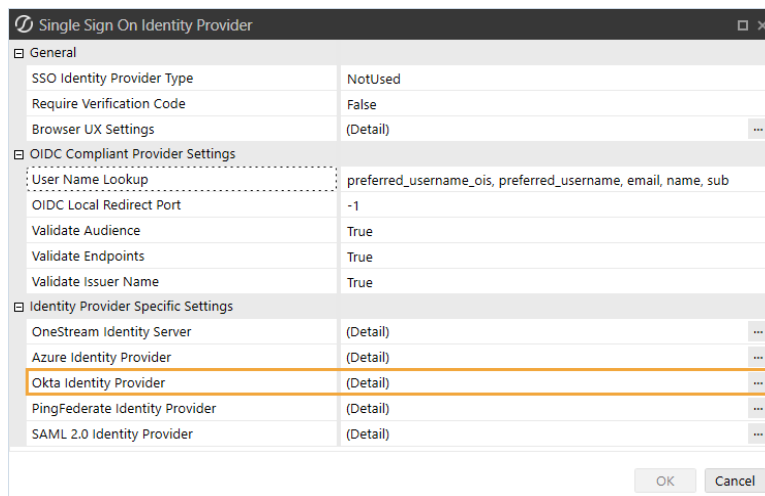 Single Sign On Identity Provider
General
SSO Identity Provider Type NotUsed
Require Verification Code False
Browser UX Settings (Detail) ...
OIDC Compliant Provider Settings
User Name Lookup preferred_username_ois, preferred_username, email, name, sub
OIDC Local Redirect Port -1
Validate Audience True
Validate Endpoints True
Validate Issuer Name True
Identity Provider Specific Settings
OneStream Identity Server (Detail) ...
Azure Identity Provider (Detail) ...
Okta Identity Provider (Detail) ...
PingFederate Identity Provider (Detail) ...
SAML 2.0 Identity Provider (Detail) ...
OK Cancel